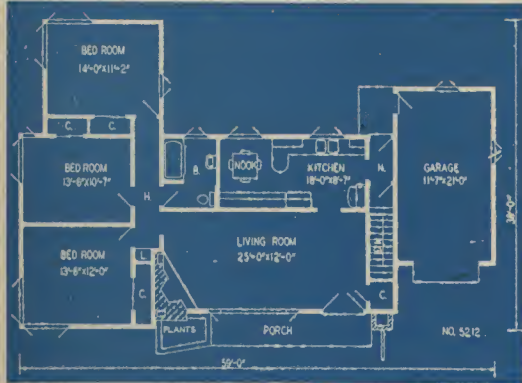 BED ROOM
14'-0"X11'-2"
C.
C.
BED ROOM
13'-6"X10'-7"
H.
B.
NOOK
KITCHEN
18'-0"X8'-7"
N.
GARAGE
11'-7"X21'-0"
38'-0"
BED ROOM
13'-6"X12'-0"
L.
C.
LIVING ROOM
25'-0"X12'-0"
C.
PLANTS
PORCH
NO. 5212
59'-0"